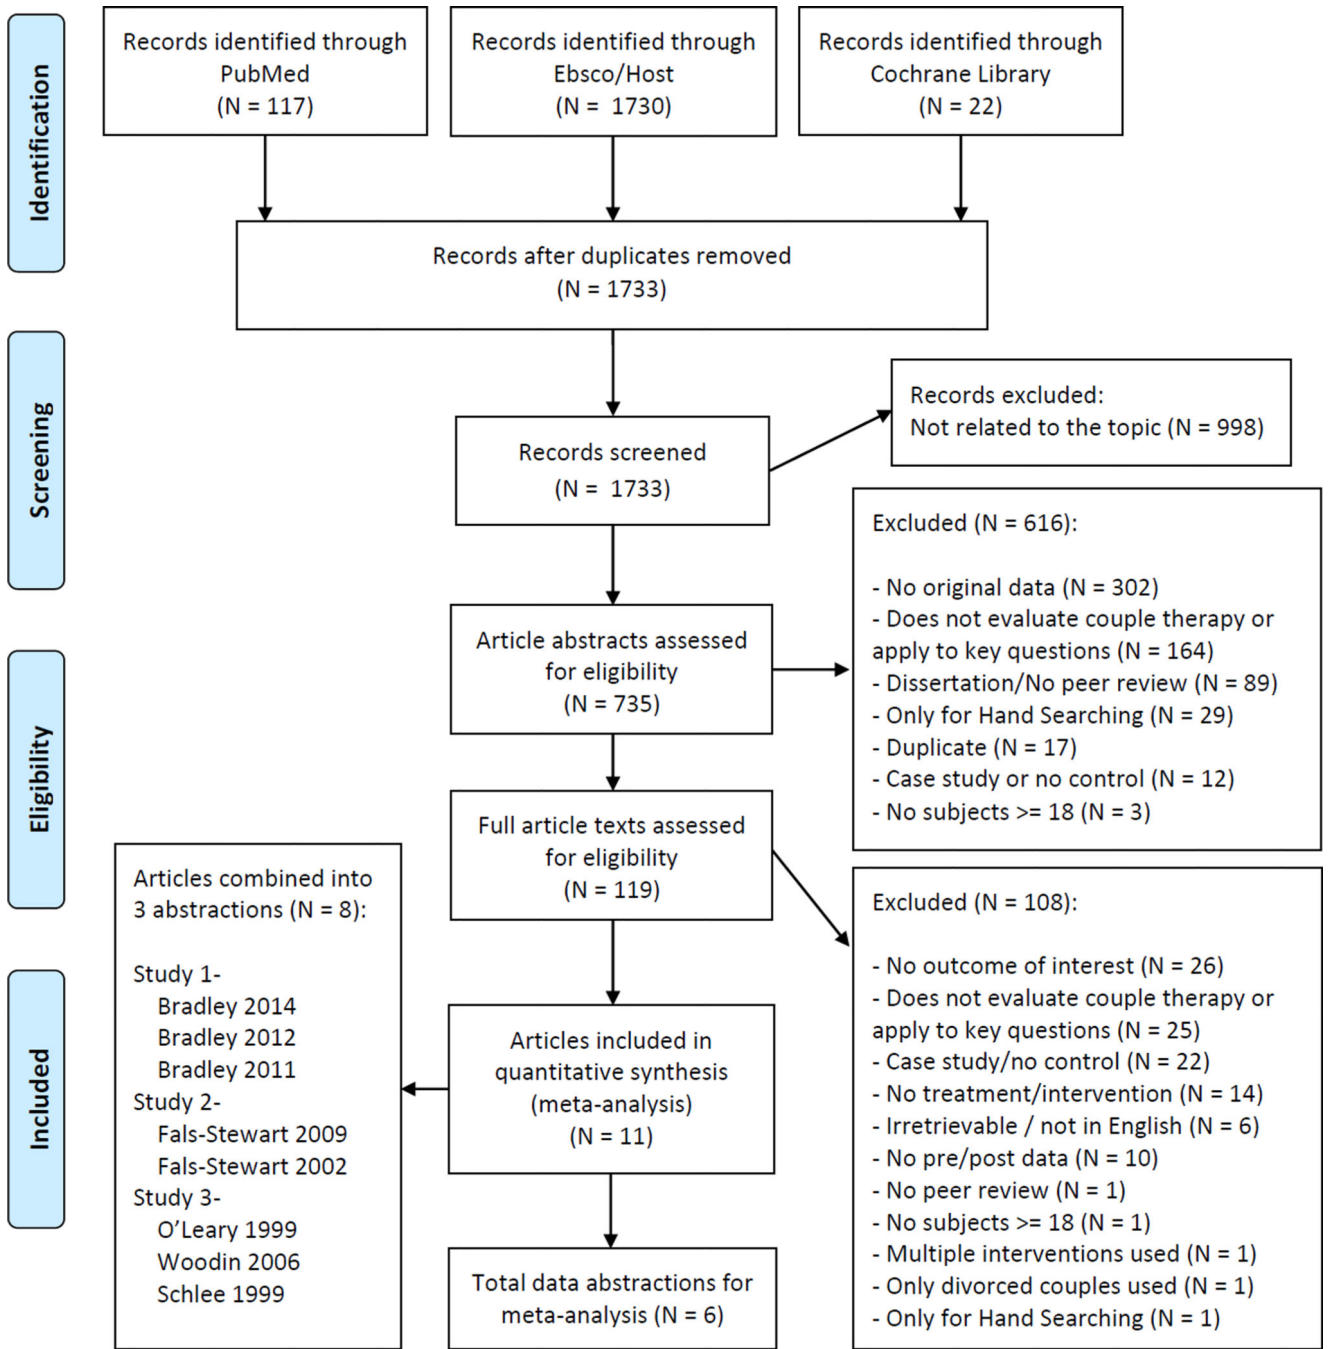 Identification
Records identified through
PubMed
(N = 117)
Records identified through
Ebsco/Host
(N = 1730)
Records identified through
Cochrane Library
(N = 22)
Records after duplicates removed
(N = 1733)
Screening
Records screened
(N = 1733)
Records excluded:
Not related to the topic (N = 998)
Eligibility
Article abstracts assessed
for eligibility
(N = 735)
Excluded (N = 616):
- No original data (N = 302)
- Does not evaluate couple therapy or
apply to key questions (N = 164)
- Dissertation/No peer review (N = 89)
- Only for Hand Searching (N = 29)
- Duplicate (N = 17)
- Case study or no control (N = 12)
- No subjects >= 18 (N = 3)
Full article texts assessed
for eligibility
(N = 119)
Excluded (N = 108):
- No outcome of interest (N = 26)
- Does not evaluate couple therapy or
apply to key questions (N = 25)
- Case study/no control (N = 22)
- No treatment/intervention (N = 14)
- Irretrievable / not in English (N = 6)
- No pre/post data (N = 10)
- No peer review (N = 1)
- No subjects >= 18 (N = 1)
- Multiple interventions used (N = 1)
- Only divorced couples used (N = 1)
- Only for Hand Searching (N = 1)
Included
Articles included in
quantitative synthesis
(meta-analysis)
(N = 11)
Articles combined into
3 abstractions (N = 8):
Study 1-
Bradley 2014
Bradley 2012
Bradley 2011
Study 2-
Fals-Stewart 2009
Fals-Stewart 2002
Study 3-
O’Leary 1999
Woodin 2006
Schlee 1999
Total data abstractions for
meta-analysis (N = 6)